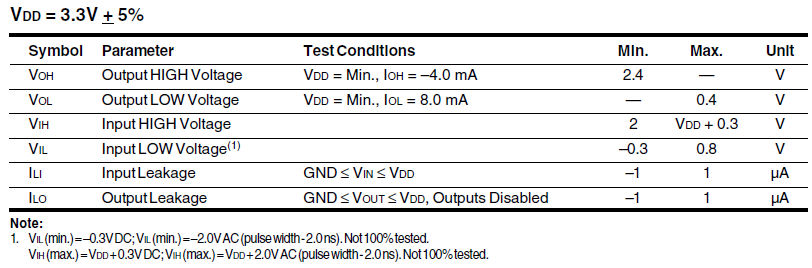 VDD = 3.3V ± 5%
Symbol Parameter Test Conditions Min. Max. Unit
VOH Output HIGH Voltage VDD = Min., IOH = –4.0 mA 2.4 — V
VOL Output LOW Voltage VDD = Min., IOL = 8.0 mA — 0.4 V
VIH Input HIGH Voltage 2 VDD + 0.3 V
VIL Input LOW Voltage(1) –0.3 0.8 V
ILI Input Leakage GND ≤ VIN ≤ VDD –1 1 µA
ILO Output Leakage GND ≤ VOUT ≤ VDD, Outputs Disabled –1 1 µA
Note:
1. VIL (min.) = –0.3V DC; VIL (min.) = –2.0V AC (pulse width - 2.0 ns). Not 100% tested.
VIH (max.) = VDD + 0.3V DC; VIH (max.) = VDD + 2.0V AC (pulse width - 2.0 ns). Not 100% tested.